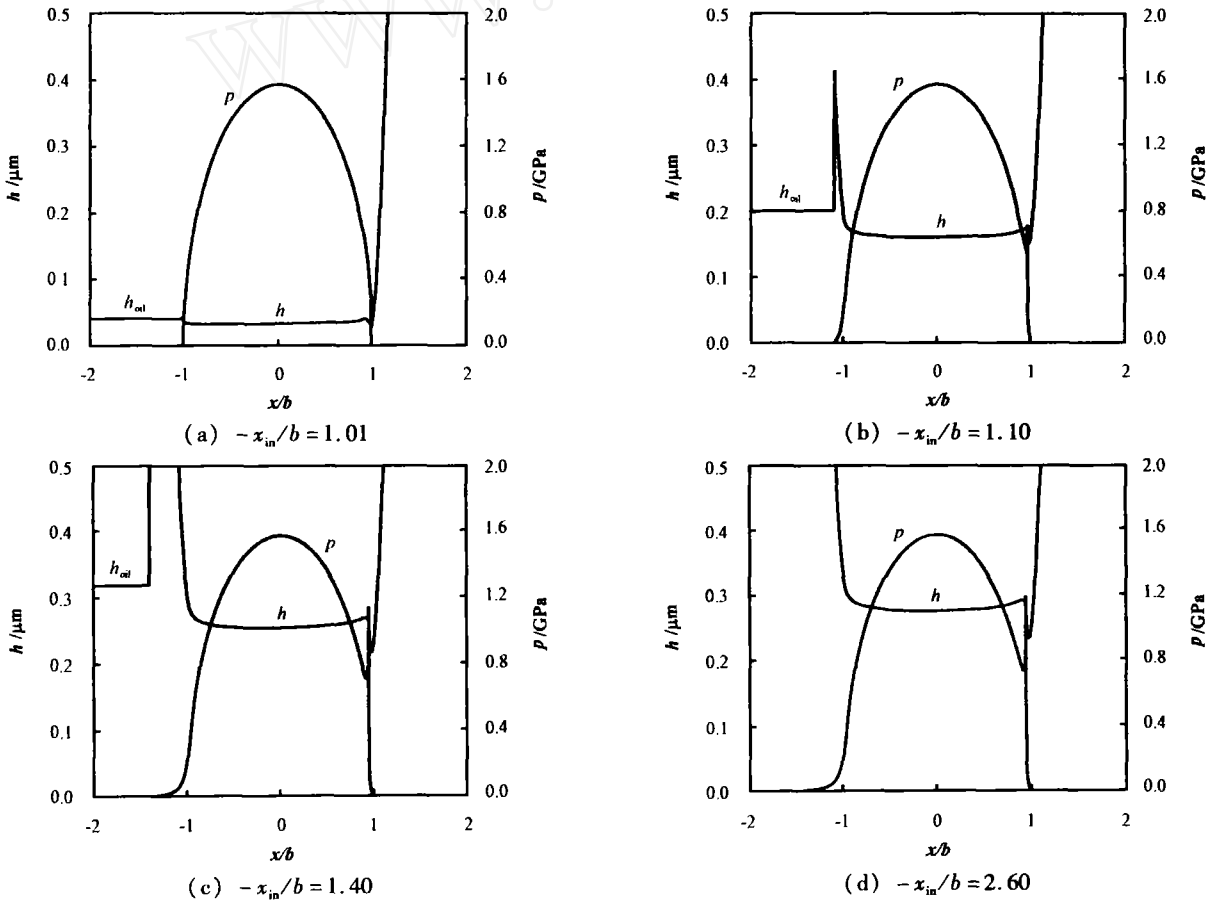 www.
0.5
0.4
0.3
0.2
0.1
0.0
h /μm
2.0
1.6
1.2
0.8
0.4
0.0
p/GPa
p
h_oil
h
-2 -1 0 1 2
x/b
(a) -x_in/b = 1.01
0.5
0.4
0.3
0.2
0.1
0.0
h /μm
2.0
1.6
1.2
0.8
0.4
0.0
p/GPa
p
h_oil
h
-2 -1 0 1 2
x/b
(b) -x_in/b = 1.10
0.5
0.4
0.3
0.2
0.1
0.0
h /μm
2.0
1.6
1.2
0.8
0.4
0.0
p/GPa
p
h_oil
h
-2 -1 0 1 2
x/b
(c) -x_in/b = 1.40
0.5
0.4
0.3
0.2
0.1
0.0
h /μm
2.0
1.6
1.2
0.8
0.4
0.0
p/GPa
p
h
-2 -1 0 1 2
x/b
(d) -x_in/b = 2.60